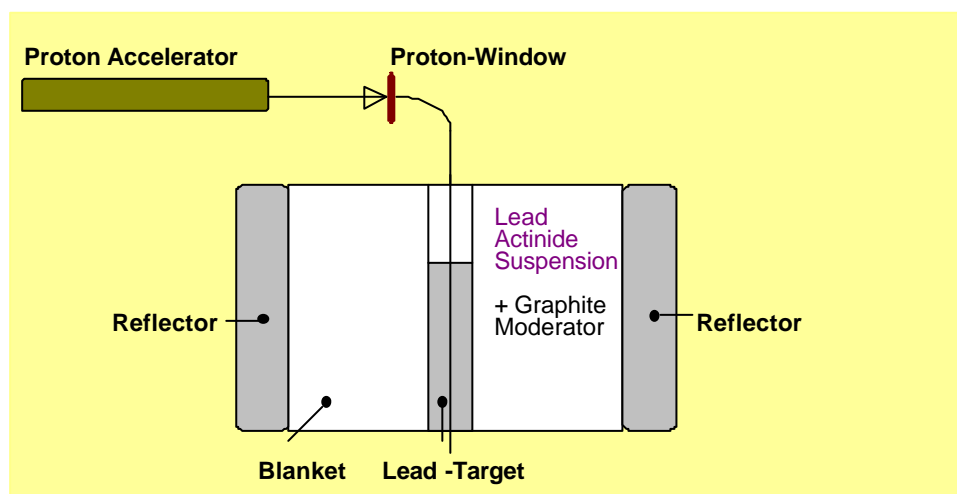 Proton Accelerator
Proton-Window
Lead
Actinide
Suspension
+ Graphite
Moderator
Reflector
Reflector
Blanket
Lead -Target